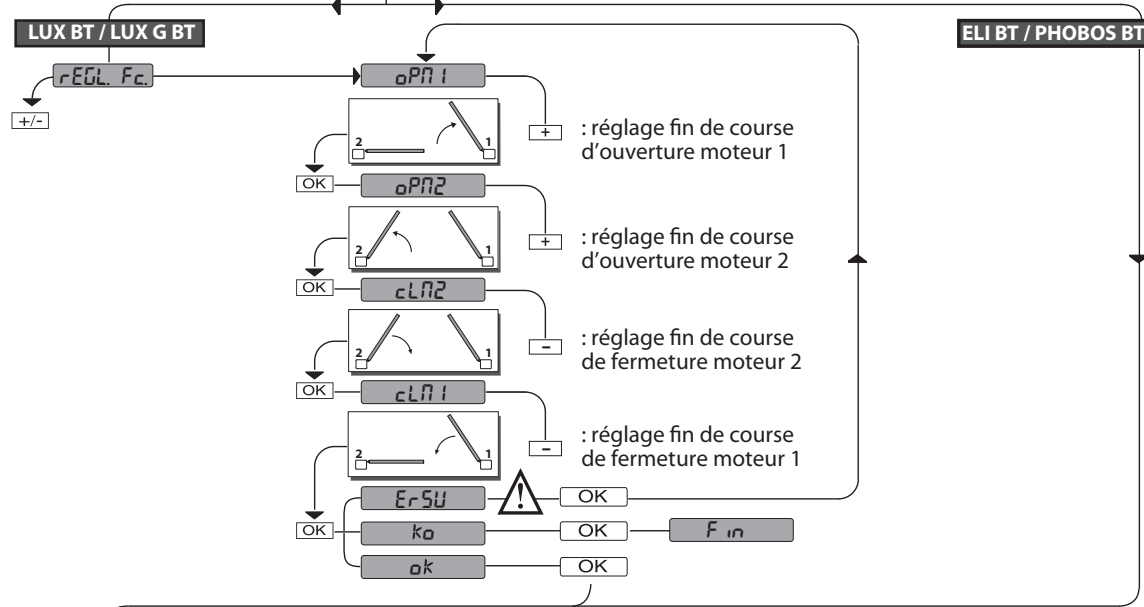 LUX BT / LUX G BT
ELI BT / PHOBOS BT
rEGL. Fc.
+/-
oPM1
2 1
+
: réglage fin de course
d'ouverture moteur 1
OK
oPM2
2 1
+
: réglage fin de course
d'ouverture moteur 2
OK
cLM2
2 1
-
: réglage fin de course
de fermeture moteur 2
OK
cLM1
2 1
-
: réglage fin de course
de fermeture moteur 1
ErSU ! OK
OK
ko OK Fin
ok OK